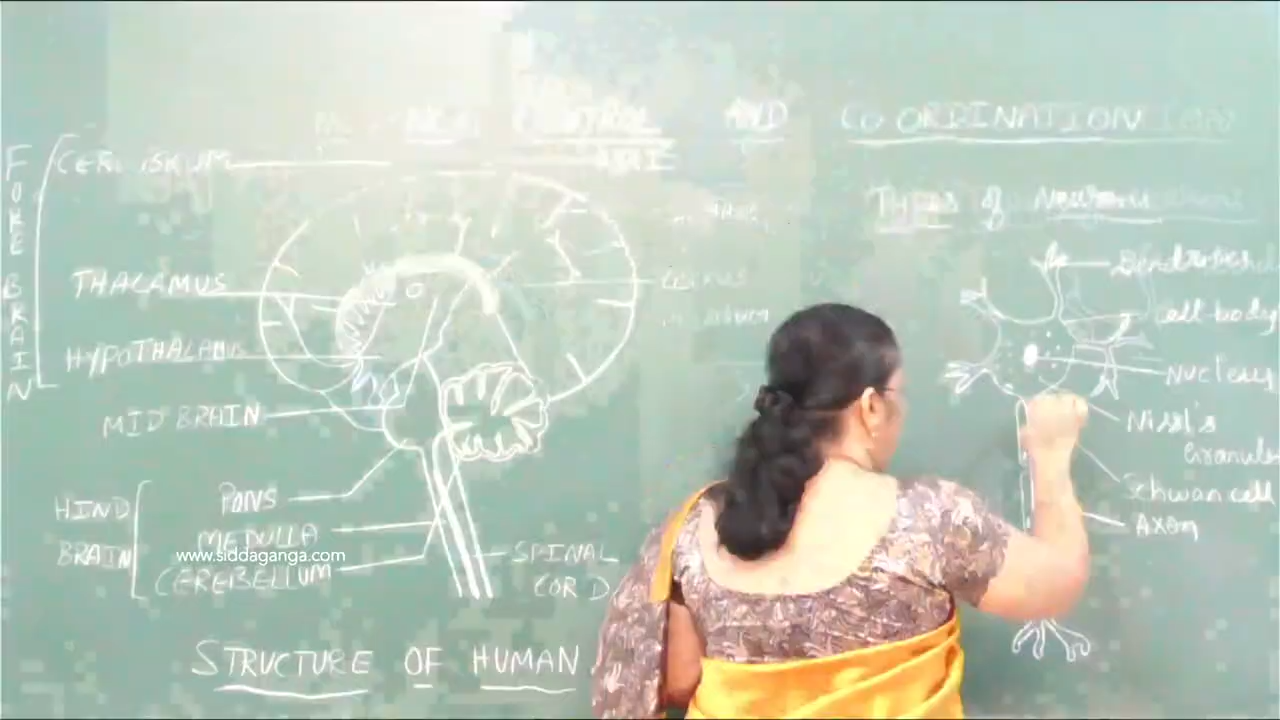 CONTROL AND CO ORDINATION
Types of Neurons
FORE BRAIN
CEREBRUM
THALAMUS
HYPOTHALAMUS
MID BRAIN
HIND
BRAIN
PONS
MEDULLA
www.siddaganga.com
CEREBELLUM
SPINAL
CORD
STRUCTURE OF HUMAN
Cell body
Nucleus
Nissl's
Granules
Schwan cell
Axon